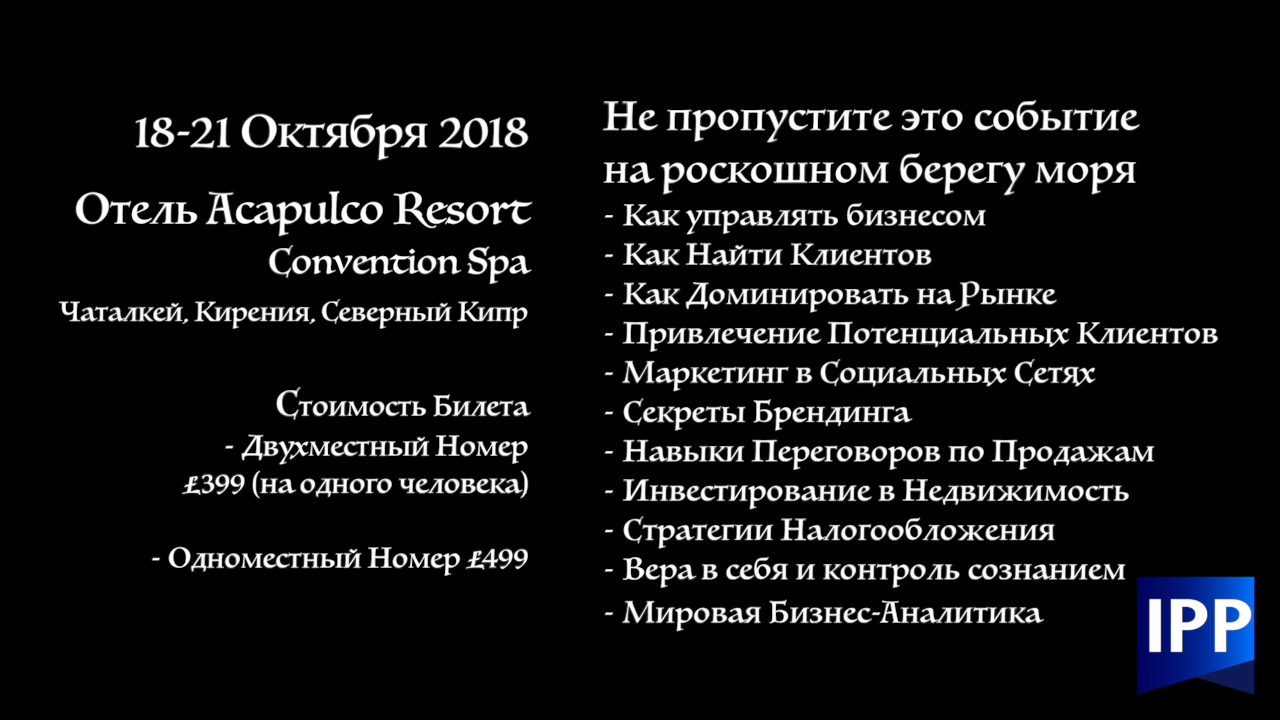 18-21 Октября 2018
Отель Acapulco Resort
Convention Spa
Чаталкей, Кирения, Северный Кипр
Стоимость Билета
- Двухместный Номер
£399 (на одного человека)
- Одноместный Номер £499
Не пропустите это событие
на роскошном берегу моря
- Как управлять бизнесом
- Как Найти Клиентов
- Как Доминировать на Рынке
- Привлечение Потенциальных Клиентов
- Маркетинг в Социальных Сетях
- Секреты Брендинга
- Навыки Переговоров по Продажам
- Инвестирование в Недвижимость
- Стратегии Налогообложения
- Вера в себя и контроль сознанием
- Мировая Бизнес-Аналитика
IPP